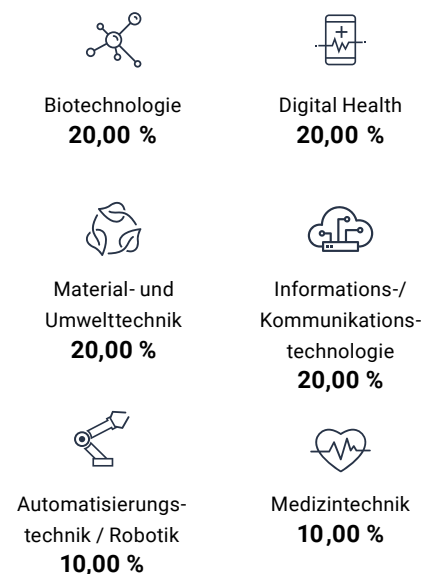 Biotechnologie
20,00 %
Digital Health
20,00 %
Material- und
Umwelttechnik
20,00 %
Informations-/
Kommunikations-
technologie
20,00 %
Automatisierungs-
technik / Robotik
10,00 %
Medizintechnik
10,00 %